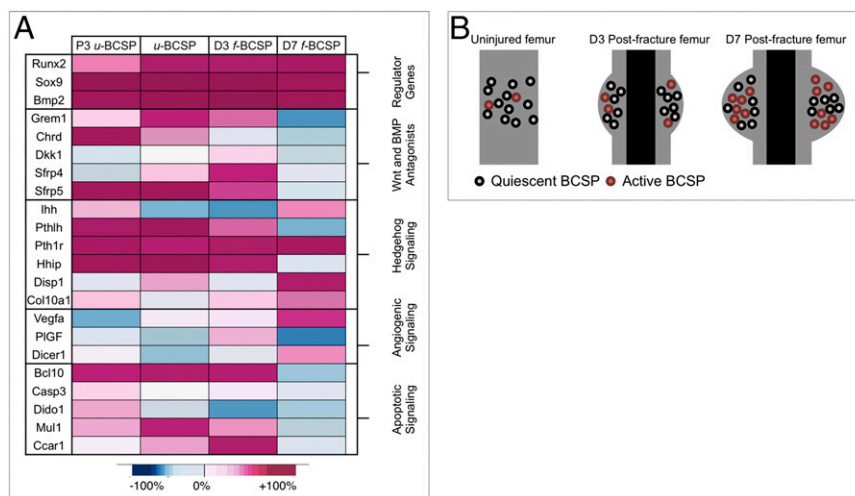 A
P3 u-BCSP u-BCSP D3 f-BCSP D7 f-BCSP
Runx2
Sox9
Bmp2
Regulator
Genes
Grem1
Chrd
Dkk1
Sfrp4
Sfrp5
Wnt and BMP
Antagonists
Ihh
Pthlh
Pth1r
Hhip
Disp1
Col10a1
Hedgehog
Signaling
Vegfa
PlGF
Dicer1
Angiogenic
Signaling
Bcl10
Casp3
Dido1
Mul1
Ccar1
Apoptotic
Signaling
-100% 0% +100%
B
Uninjured femur D3 Post-fracture femur D7 Post-fracture femur
Quiescent BCSP Active BCSP